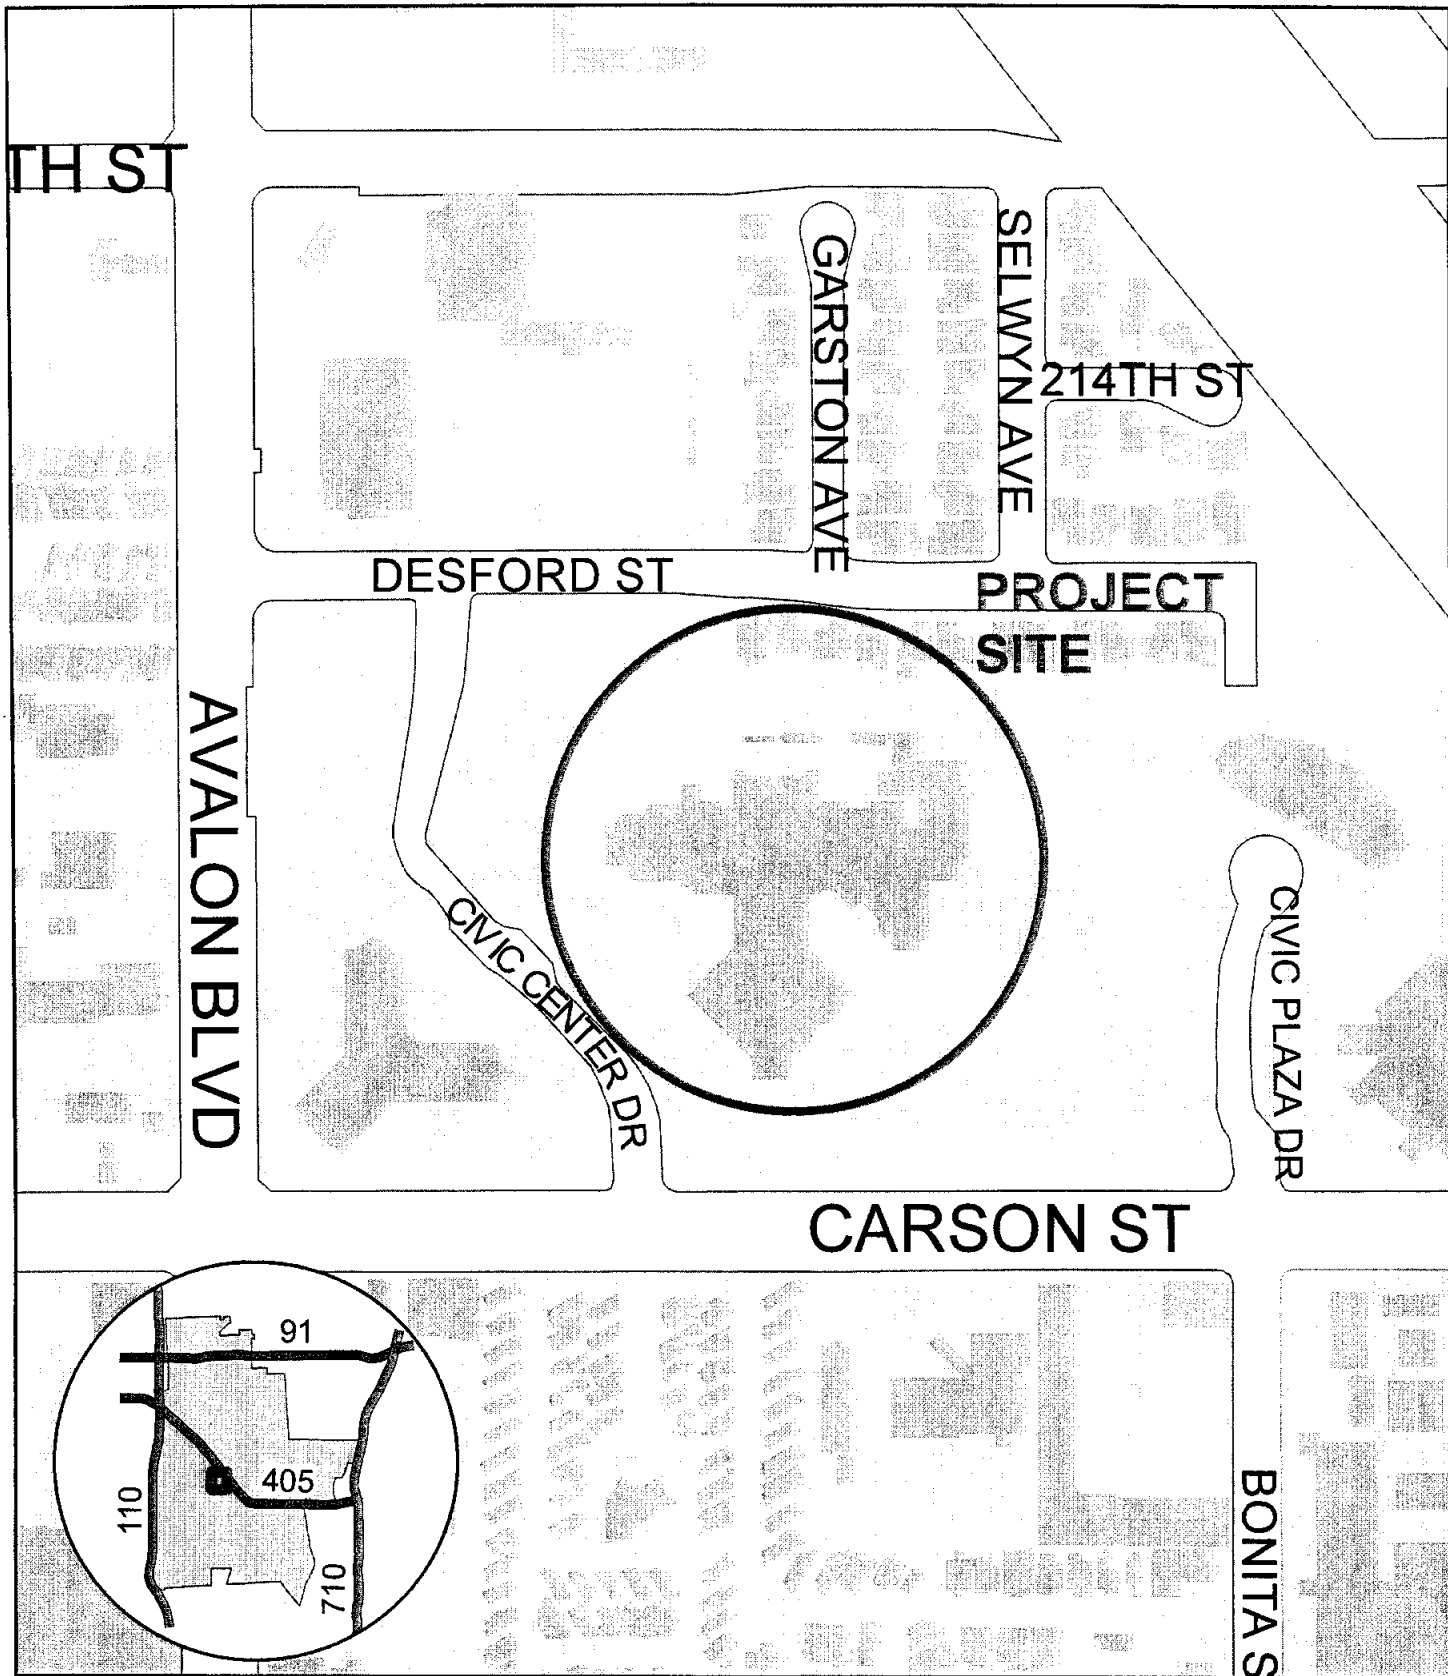 TH ST
SELWYN AVE
GARSTON AVE
214TH ST
DESFORD ST
PROJECT
SITE
AVALON BLVD
CIVIC CENTER DR
CIVIC PLAZA DR
CARSON ST
91
405
110
710
BONITA S